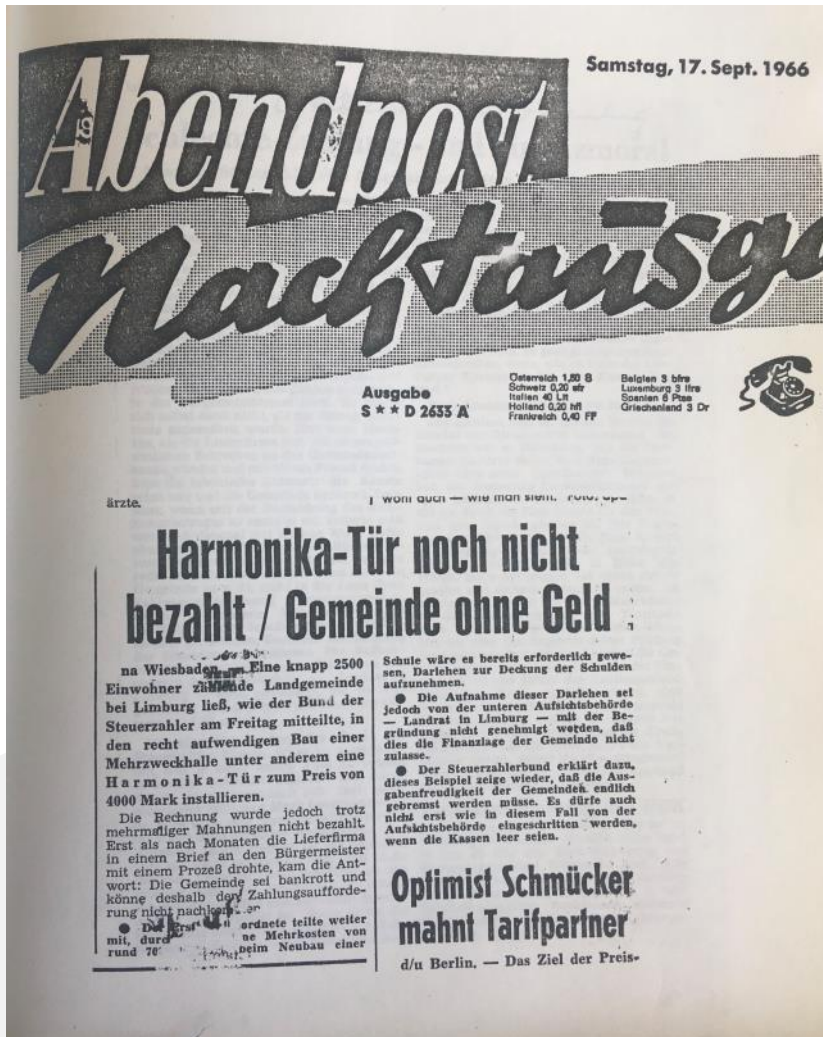 Samstag, 17. Sept. 1966
Abendpost
Nachtausga
Ausgabe
S ★ ★ D 2633 A
Österreich 1,80 S
Schweiz 0,20 sfr
Italien 40 Lit
Holland 0,20 hfl
Frankreich 0,40 FF
Belgien 3 bfrs
Luxemburg 3 lfrs
Spanien 6 Ptas
Griechenland 3 Dr
ärzte.
wohl auch — wie man sieht.
Harmonika-Tür noch nicht
bezahlt / Gemeinde ohne Geld
na Wiesbaden. — Eine knapp 2500
Einwohner zählende Landgemeinde
bei Limburg ließ, wie der Bund der
Steuerzahler am Freitag mitteilte, in
den recht aufwendigen Bau einer
Mehrzweckhalle unter anderem eine
Harmonika-Tür zum Preis von
4000 Mark installieren.
Die Rechnung wurde jedoch trotz
mehrmaliger Mahnungen nicht bezahlt.
Erst als nach Monaten die Lieferfirma
in einem Brief an den Bürgermeister
mit einem Prozeß drohte, kam die Ant-
wort: Die Gemeinde sei bankrott und
könne deshalb der Zahlungsaufforde-
rung nicht
● Der Erst ordnete teilte weiter
mit, ne Mehrkosten von
rund beim Neubau einer
Schule wäre es bereits erforderlich gewe-
sen, Darlehen zur Deckung der Schulden
aufzunehmen.
● Die Aufnahme dieser Darlehen sei
jedoch von der unteren Aufsichtsbehörde
— Landrat in Limburg — mit der Be-
gründung nicht genehmigt worden, daß
dies die Finanzlage der Gemeinde nicht
zulasse.
● Der Steuerzahlerbund erklärt dazu,
dieses Beispiel zeige wieder, daß die Aus-
gabenfreudigkeit der Gemeinden endlich
gebremst werden müsse. Es dürfe auch
nicht erst wie in diesem Fall von der
Aufsichtsbehörde eingeschritten werden,
wenn die Kassen leer seien.
Optimist Schmücker
mahnt Tarifpartner
d/u Berlin. — Das Ziel der Preis-